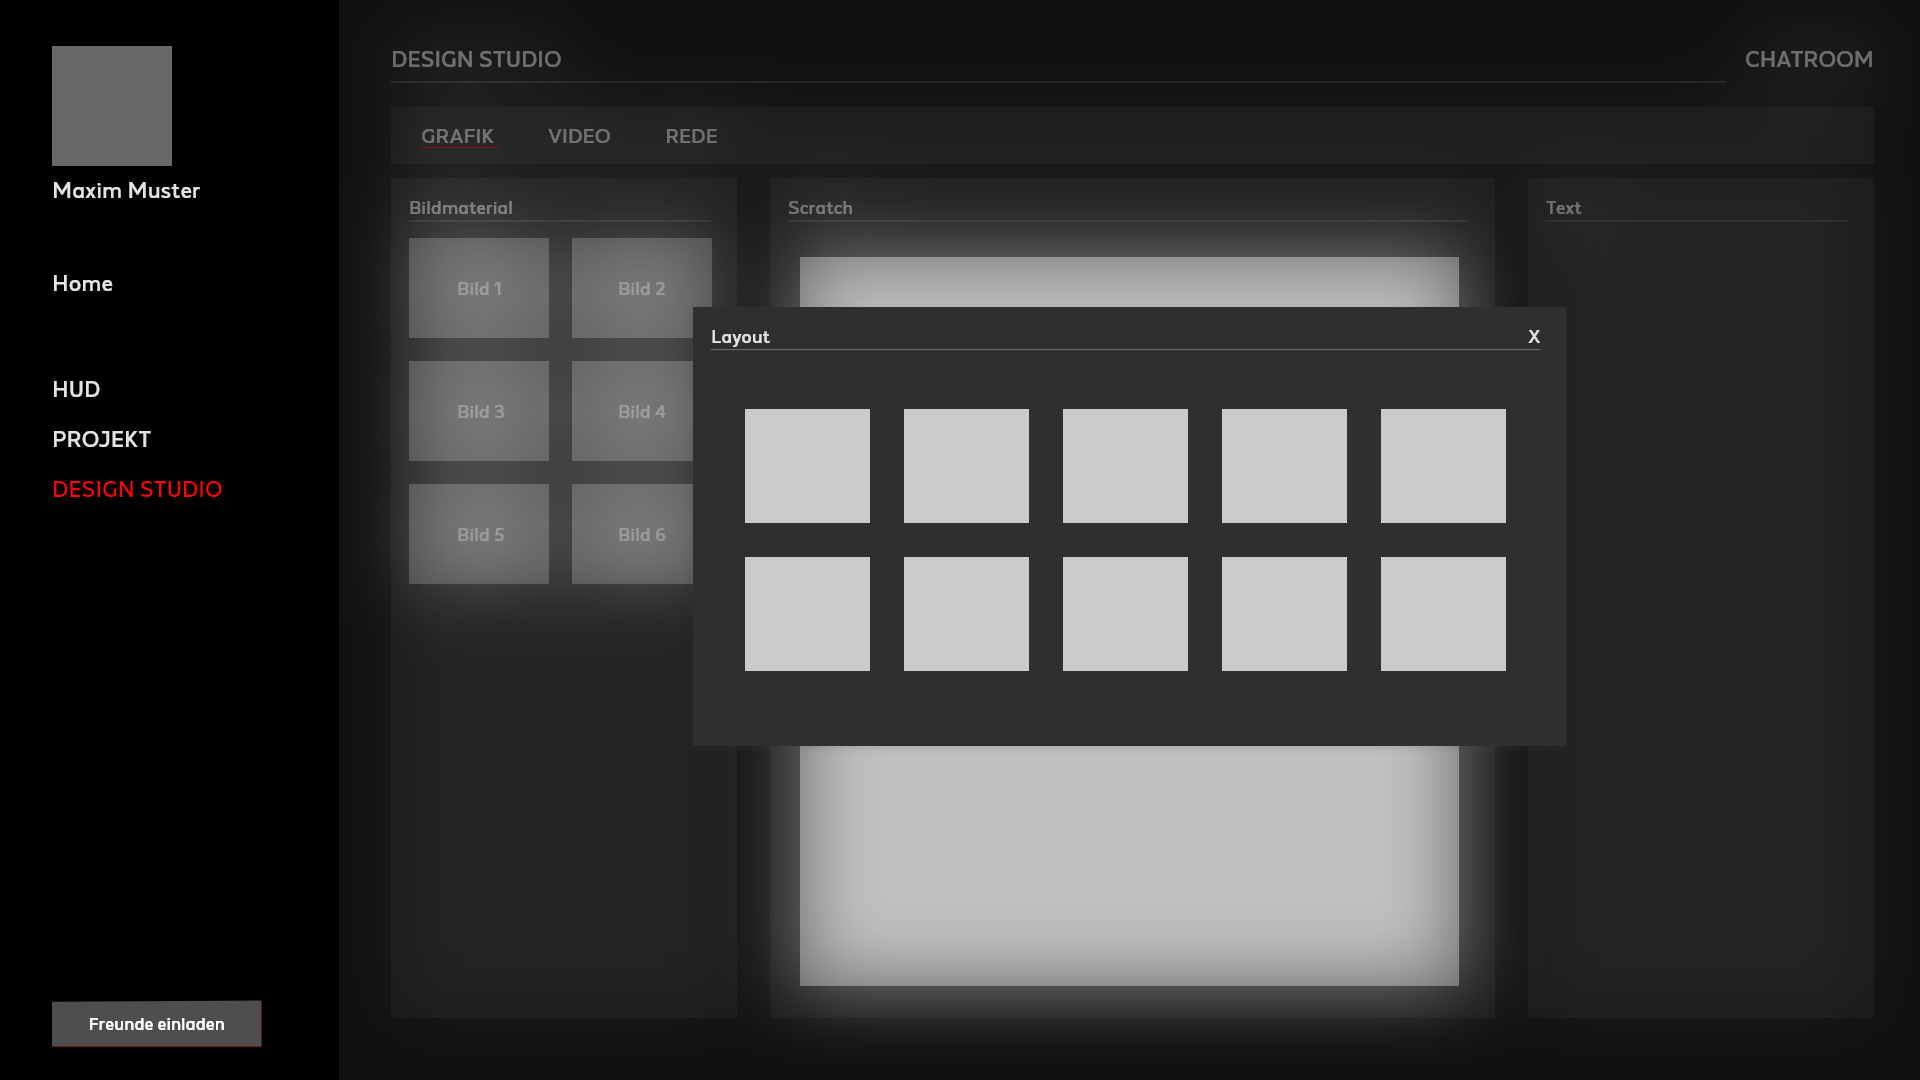 Maxim Muster
Home
HUD
PROJEKT
DESIGN STUDIO
Freunde einladen
DESIGN STUDIO
CHATROOM
GRAFIK VIDEO REDE
Bildmaterial
Bild 1 Bild 2
Bild 3 Bild 4
Bild 5 Bild 6
Scratch
Layout X
Text